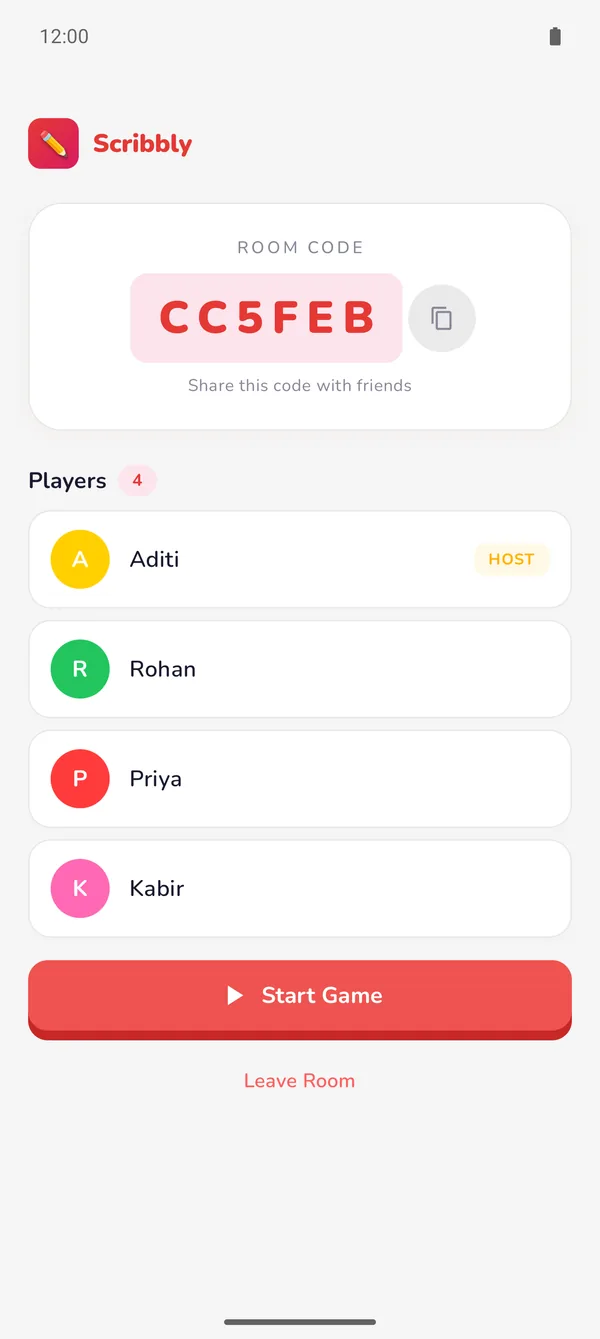 12:00
Scribbly
ROOM CODE
CC5FEB
Share this code with friends
Players 4
A Aditi HOST
R Rohan
P Priya
K Kabir
Start Game
Leave Room